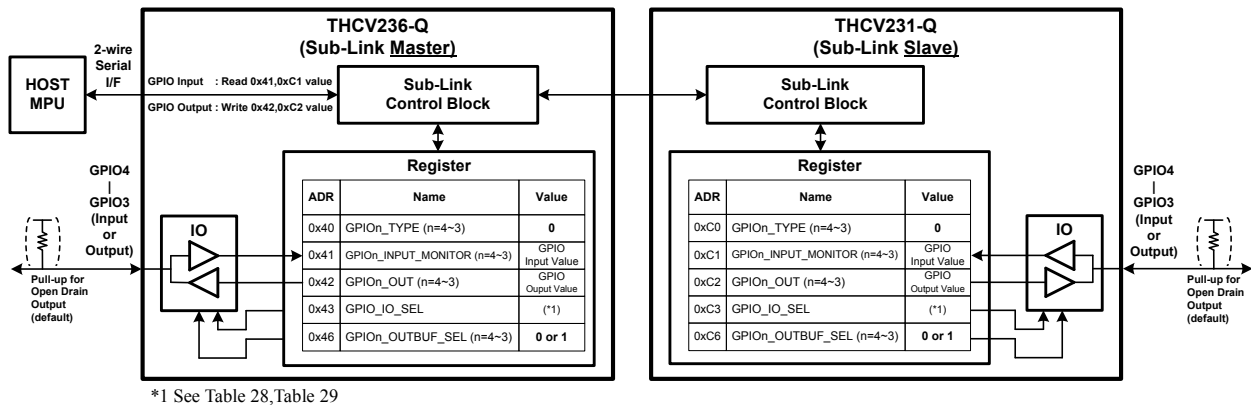 THCV236-Q
(Sub-Link Master)
THCV231-Q
(Sub-Link Slave)
HOST
MPU
2-wire
Serial
I/F
GPIO Input : Read 0x41,0xC1 value
GPIO Output : Write 0x42,0xC2 value
Sub-Link
Control Block
Sub-Link
Control Block
GPIO4
|
GPIO3
(Input
or
Output)
Pull-up for
Open Drain
Output
(default)
IO
Register
ADR Name Value
0x40 GPIOn_TYPE (n=4~3) 0
0x41 GPIOn_INPUT_MONITOR (n=4~3) GPIO
Input Value
0x42 GPIOn_OUT (n=4~3) GPIO
Ouput Value
0x43 GPIO_IO_SEL (*1)
0x46 GPIOn_OUTBUF_SEL (n=4~3) 0 or 1
Register
ADR Name Value
0xC0 GPIOn_TYPE (n=4~3) 0
0xC1 GPIOn_INPUT_MONITOR (n=4~3) GPIO
Input Value
0xC2 GPIOn_OUT (n=4~3) GPIO
Output Value
0xC3 GPIO_IO_SEL (*1)
0xC6 GPIOn_OUTBUF_SEL (n=4~3) 0 or 1
IO
GPIO4
|
GPIO3
(Input
or
Output)
Pull-up for
Open Drain
Output
(default)
*1 See Table 28,Table 29